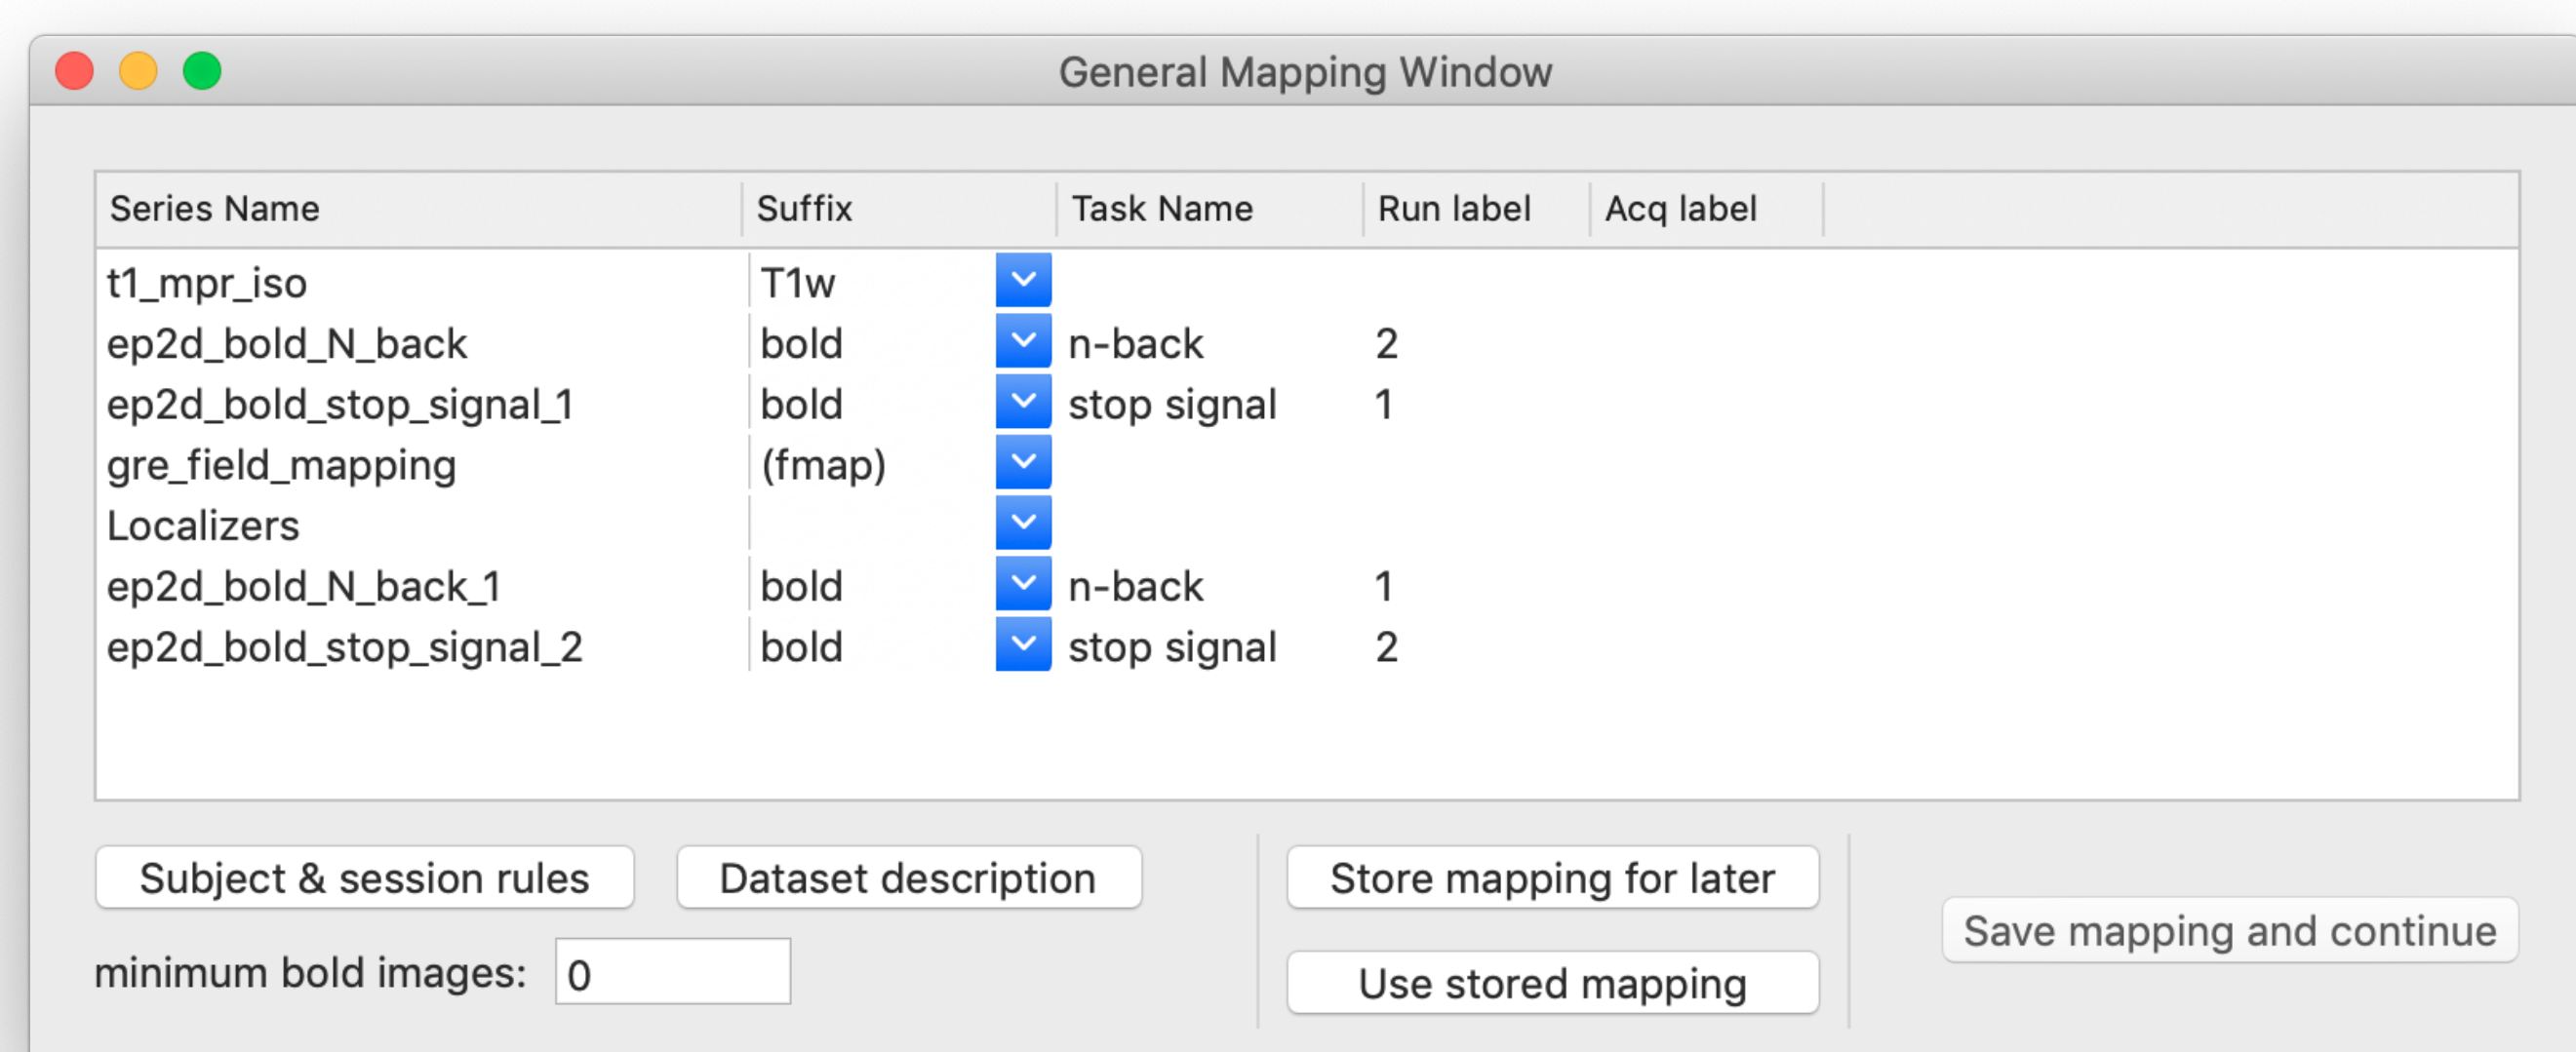 General Mapping Window
Series Name Suffix Task Name Run label Acq label
t1_mpr_iso T1w
ep2d_bold_N_back bold n-back 2
ep2d_bold_stop_signal_1 bold stop signal 1
gre_field_mapping (fmap)
Localizers
ep2d_bold_N_back_1 bold n-back 1
ep2d_bold_stop_signal_2 bold stop signal 2
Subject & session rules Dataset description Store mapping for later
Save mapping and continue
minimum bold images: 0 Use stored mapping